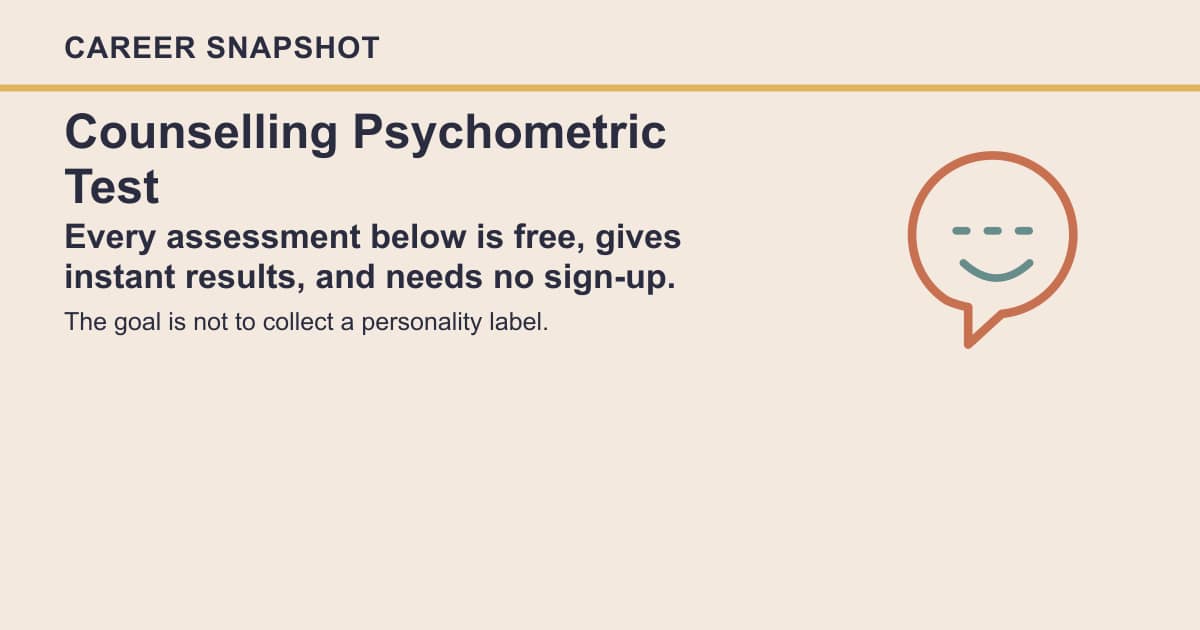 CAREER SNAPSHOT
Counselling Psychometric
Test
Every assessment below is free, gives
instant results, and needs no sign-up.
The goal is not to collect a personality label.